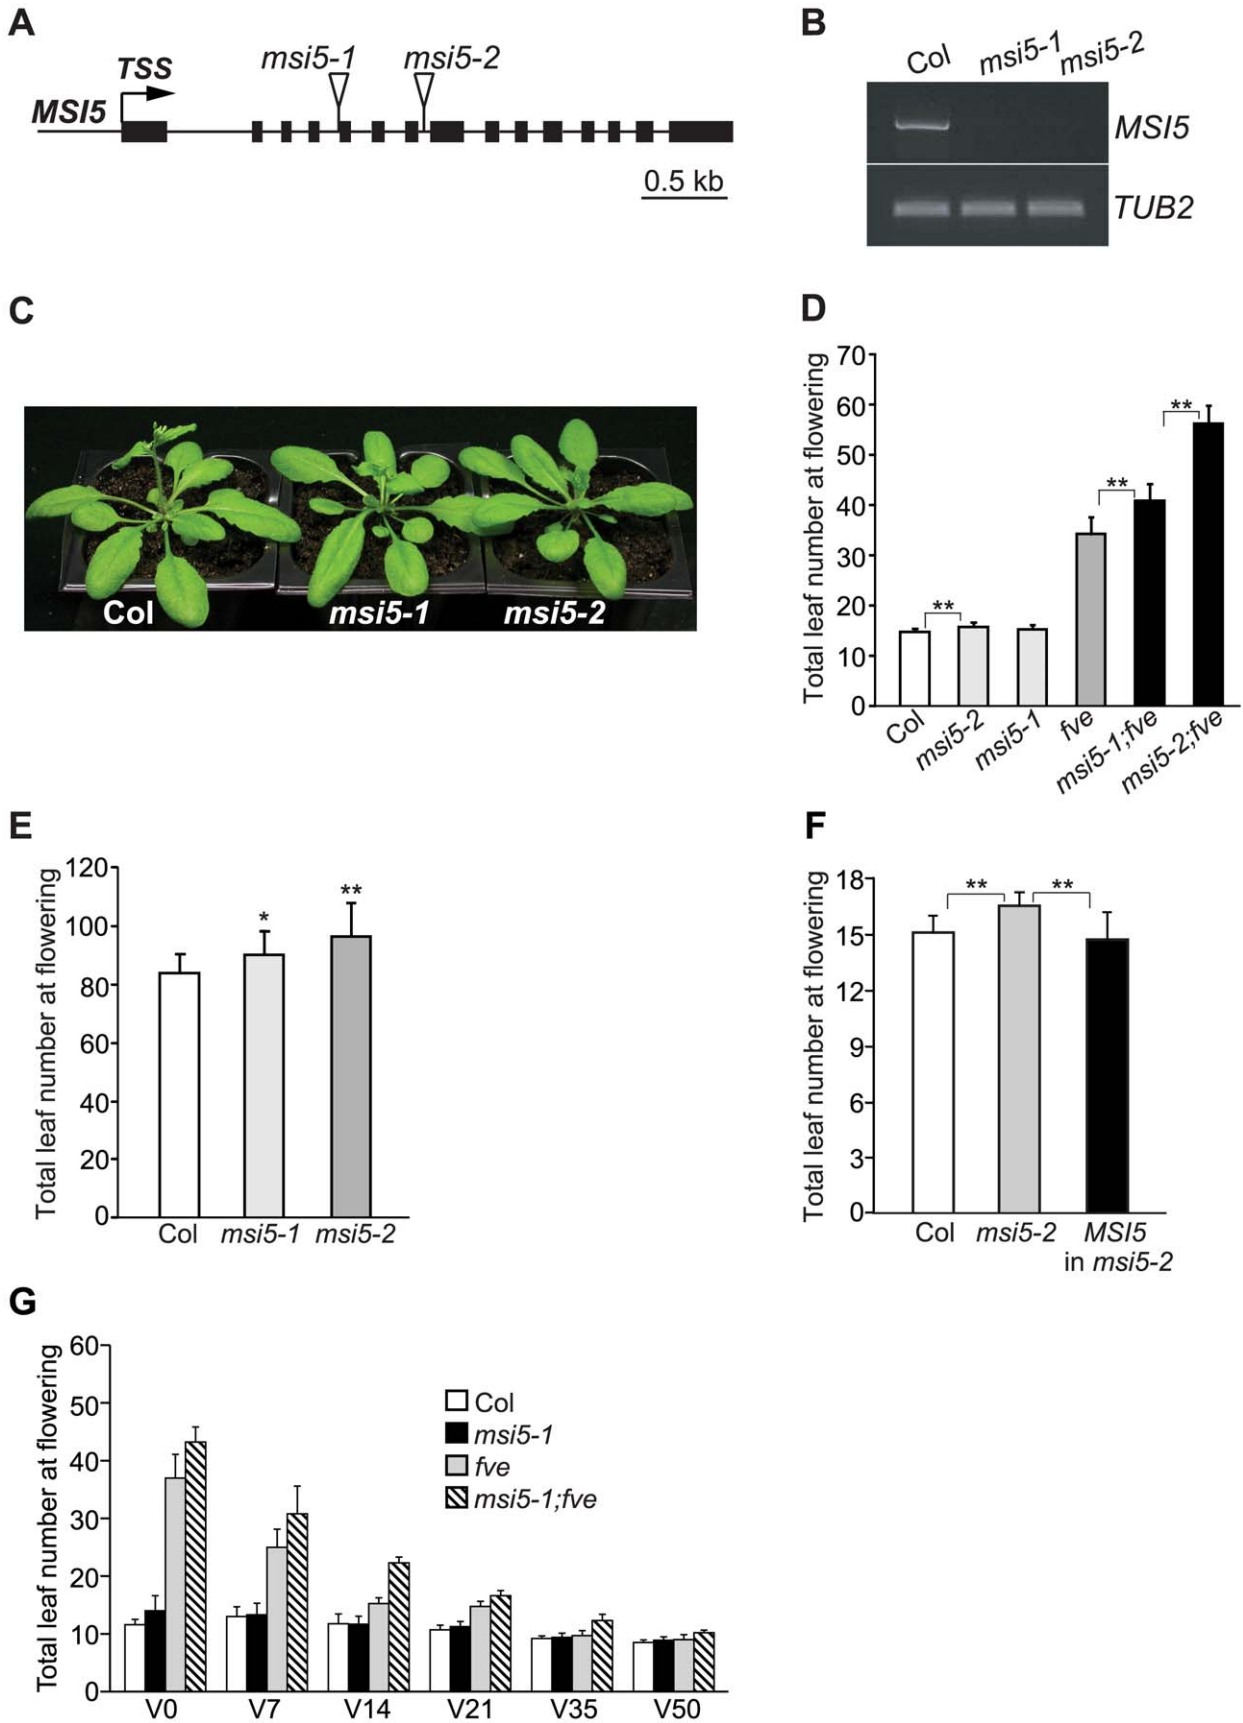 A
MSI5
TSS
msi5-1
msi5-2
0.5 kb
B
Col
msi5-1
msi5-2
MSI5
TUB2
C
Col
msi5-1
msi5-2
D
Total leaf number at flowering
70
60
50
40
30
20
10
0
**
**
**
Col
msi5-2
msi5-1
fve
msi5-1;fve
msi5-2;fve
E
Total leaf number at flowering
120
100
80
60
40
20
0
*
**
Col
msi5-1
msi5-2
F
Total leaf number at flowering
18
15
12
9
6
3
0
**
**
Col
msi5-2
MSI5
in msi5-2
G
Total leaf number at flowering
60
50
40
30
20
10
0
Col
msi5-1
fve
msi5-1;fve
V0
V7
V14
V21
V35
V50